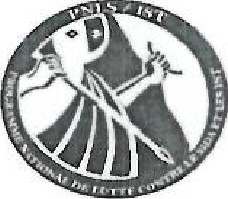 PNLS / IST
PROGRAMME NATIONAL DE LUTTE CONTRE LE SIDA ET LES IST